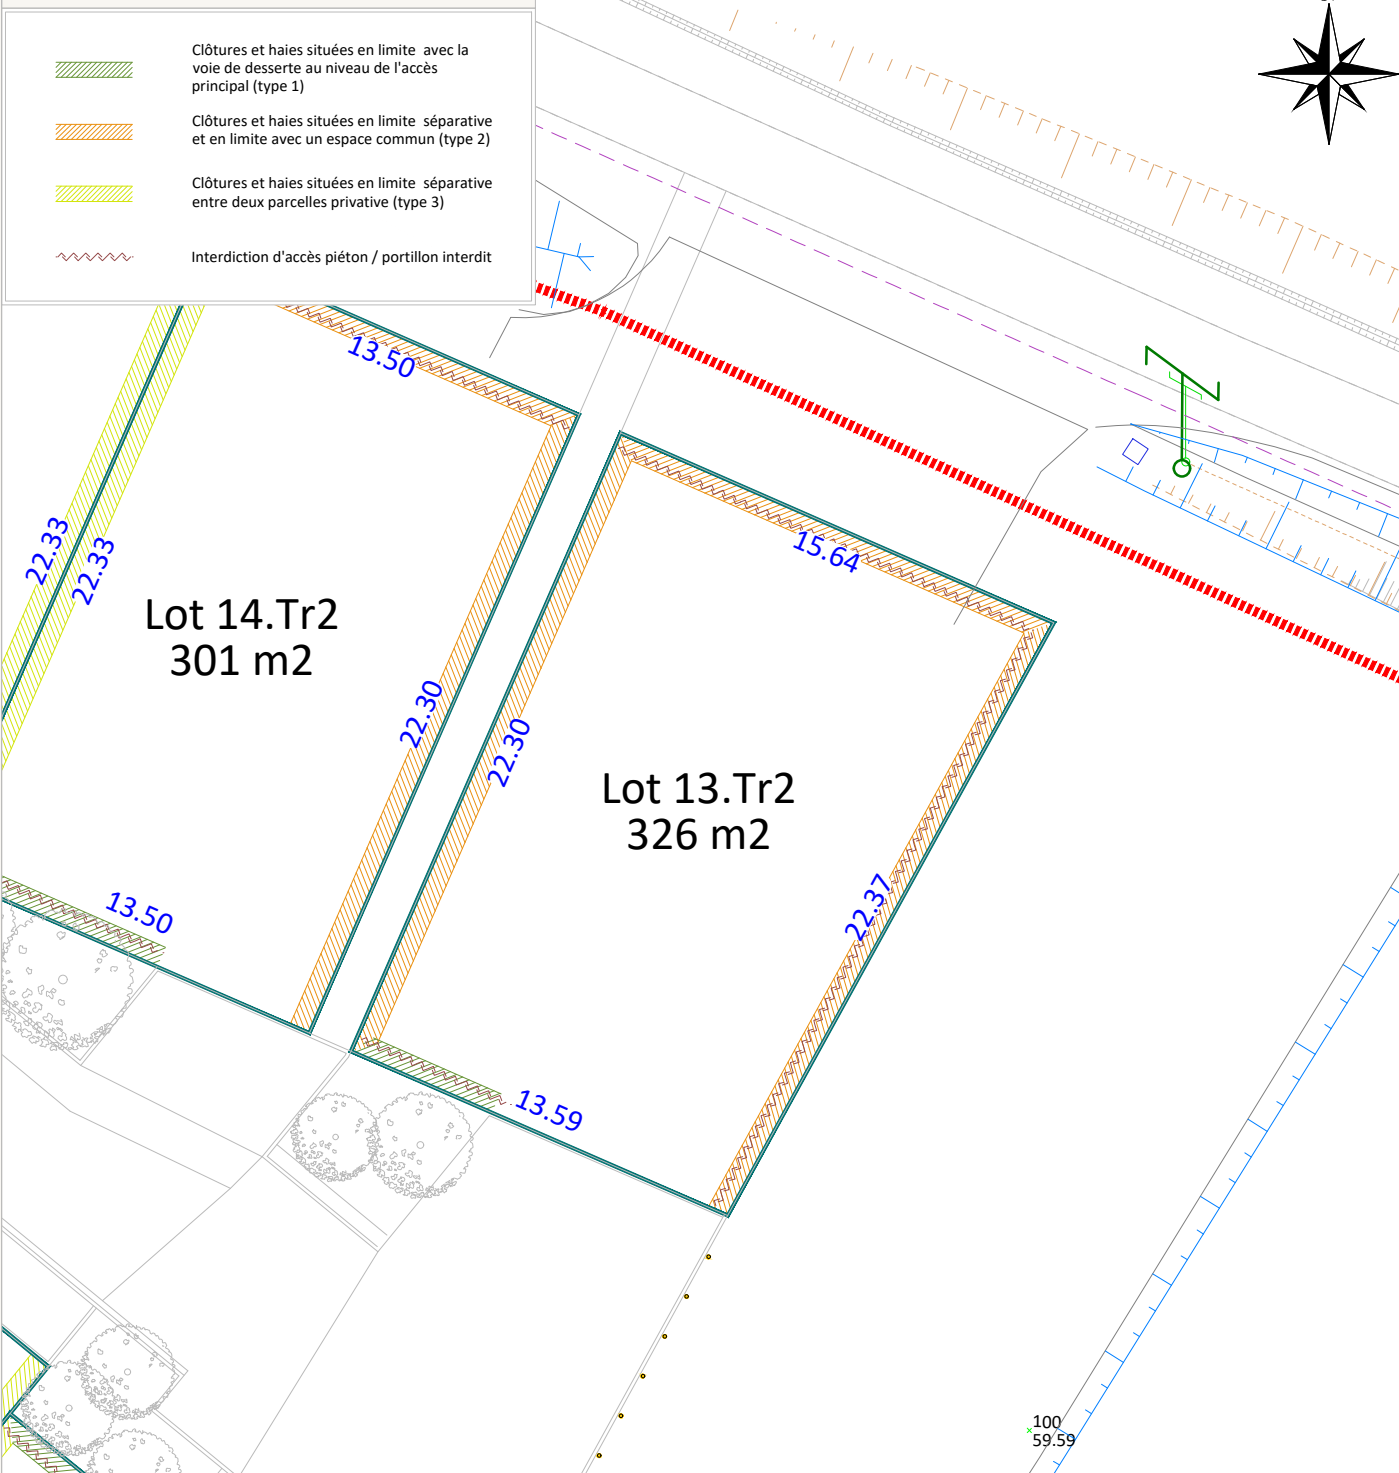 Clôtures et haies situées en limite avec la
voie de desserte au niveau de l'accès
principal (type 1)
Clôtures et haies situées en limite séparative
et en limite avec un espace commun (type 2)
Clôtures et haies situées en limite séparative
entre deux parcelles privative (type 3)
Interdiction d'accès piéton / portillon interdit
13.50
22.33
22.33
15.64
Lot 14.Tr2
301 m2
22.30
22.30
Lot 13.Tr2
326 m2
22.37
13.50
13.59
100
59.59